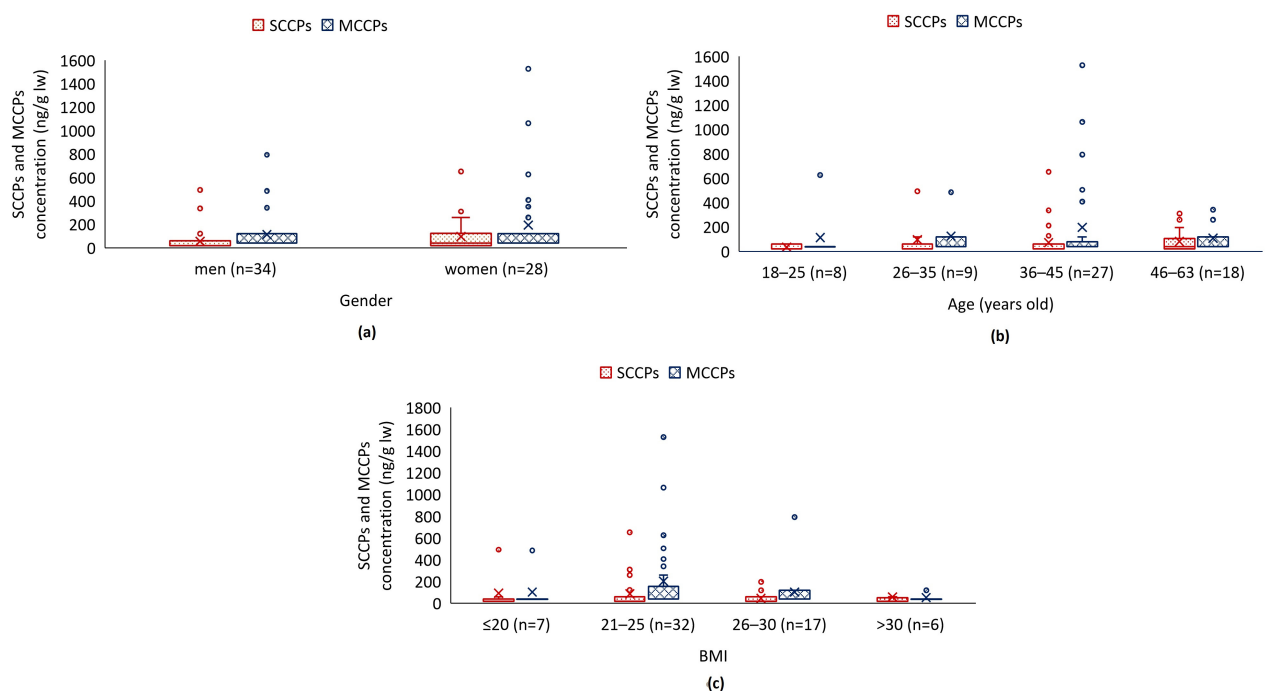 SCCPs MCCPs
SCCPs and MCCPs
concentration (ng/g lw)
1600
1400
1200
1000
800
600
400
200
0
men (n=34) women (n=28)
Gender
(a)
SCCPs MCCPs
SCCPs and MCCPs
concentration (ng/g lw)
1600
1400
1200
1000
800
600
400
200
0
18–25 (n=8) 26–35 (n=9) 36–45 (n=27) 46–63 (n=18)
Age (years old)
(b)
SCCPs MCCPs
SCCPs and MCCPs
concentration (ng/g lw)
1800
1600
1400
1200
1000
800
600
400
200
0
≤20 (n=7) 21–25 (n=32) 26–30 (n=17) >30 (n=6)
BMI
(c)